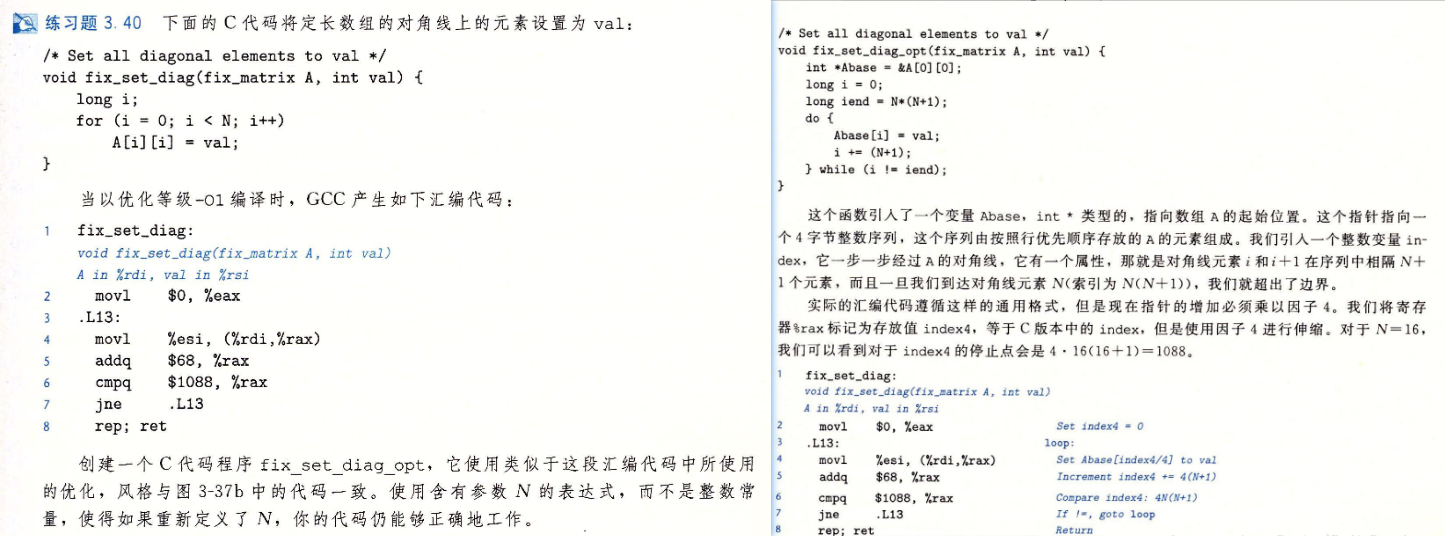 练习题 3.40 下面的 C 代码将定长数组的对角线上的元素设置为 val:
/* Set all diagonal elements to val */
void fix_set_diag(fix_matrix A, int val) {
long i;
for (i = 0; i < N; i++)
A[i][i] = val;
}
当以优化等级-O1 编译时，GCC 产生如下汇编代码:
1 fix_set_diag:
void fix_set_diag(fix_matrix A, int val)
A in %rdi, val in %rsi
2 movl $0, %eax
3 .L13:
4 movl %esi, (%rdi,%rax)
5 addq $68, %rax
6 cmpq $1088, %rax
7 jne .L13
8 rep; ret
创建一个 C 代码程序 fix_set_diag_opt，它使用类似于这段汇编代码中所使用
的优化，风格与图 3-37b 中的代码一致。使用含有参数 N 的表达式，而不是整数常
量，使得如果重新定义了 N，你的代码仍能够正确地工作。
/* Set all diagonal elements to val */
void fix_set_diag_opt(fix_matrix A, int val) {
int *Abase = &A[0][0];
long i = 0;
long iend = N*(N+1);
do {
Abase[i] = val;
i += (N+1);
} while (i != iend);
}
这个函数引入了一个变量 Abase，int * 类型的，指向数组 A 的起始位置。这个指针指向一
个 4 字节整数序列，这个序列由按照行优先顺序存放的 A 的元素组成。我们引入一个整数变量 in-
dex，它一步一步经过 A 的对角线，它有一个属性，那就是对角线元素 i 和 i+1 在序列中相隔 N+
1 个元素，而且一旦我们到达对角线元素 N(索引为 N(N+1))，我们就超出了边界。
实际的汇编代码遵循这样的通用格式，但是现在指针的增加必须乘以因子 4。我们将寄存
器 %rax 标记为存放值 index4，等于 C 版本中的 index，但是使用因子 4 进行伸缩。对于 N=16，
我们可以看到对于 index4 的停止点会是 4·16(16+1)=1088。
1 fix_set_diag:
void fix_set_diag(fix_matrix A, int val)
A in %rdi, val in %rsi
2 movl $0, %eax Set index4 = 0
3 .L13: loop:
4 movl %esi, (%rdi,%rax) Set Abase[index4/4] to val
5 addq $68, %rax Increment index4 += 4(N+1)
6 cmpq $1088, %rax Compare index4: 4N(N+1)
7 jne .L13 If !=, goto loop
8 rep; ret Return